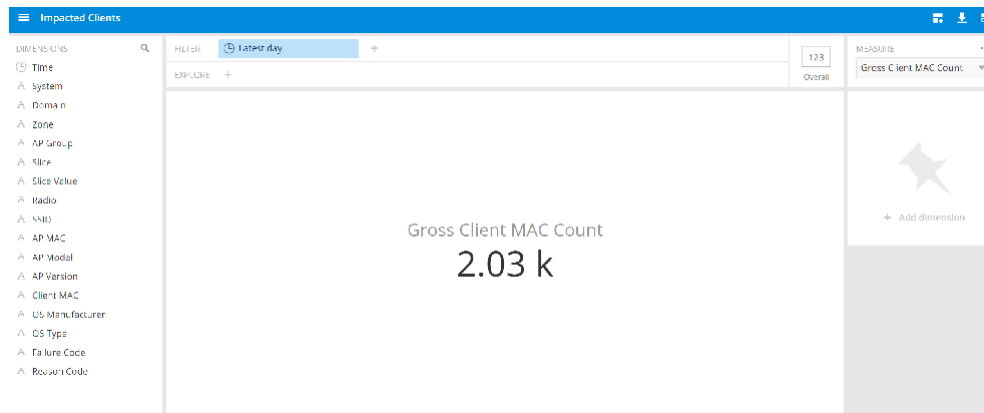 Impacted Clients
DIMENSIONS
Time
System
Domain
Zone
AP Group
Slice
Slice Value
Radio
SSID
AP MAC
AP Model
AP Version
Client MAC
OS Manufacturer
OS Type
Failure Code
Reason Code
FILTER Latest day +
EXPLORE +
123
Overall
MEASURE
Gross Client MAC Count
Gross Client MAC Count
2.03 k
+ Add dimension